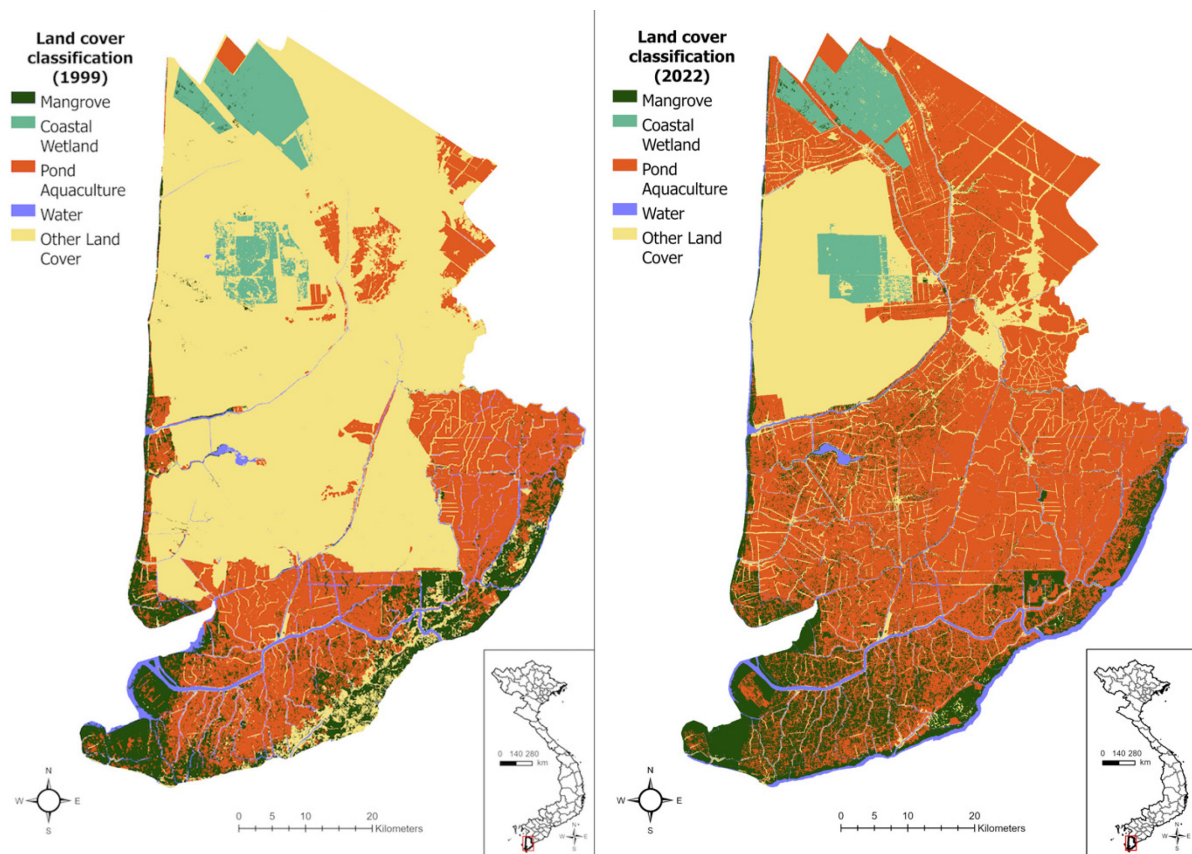 Land cover
classification
(1999)
Mangrove
Coastal
Wetland
Pond
Aquaculture
Water
Other Land
Cover
N
W E
S
0 5 10 20
Kilometers
0 140 280
km
N
W E
S
Land cover
classification
(2022)
Mangrove
Coastal
Wetland
Pond
Aquaculture
Water
Other Land
Cover
N
W E
S
0 5 10 20
Kilometers
0 140 280
km
N
W E
S